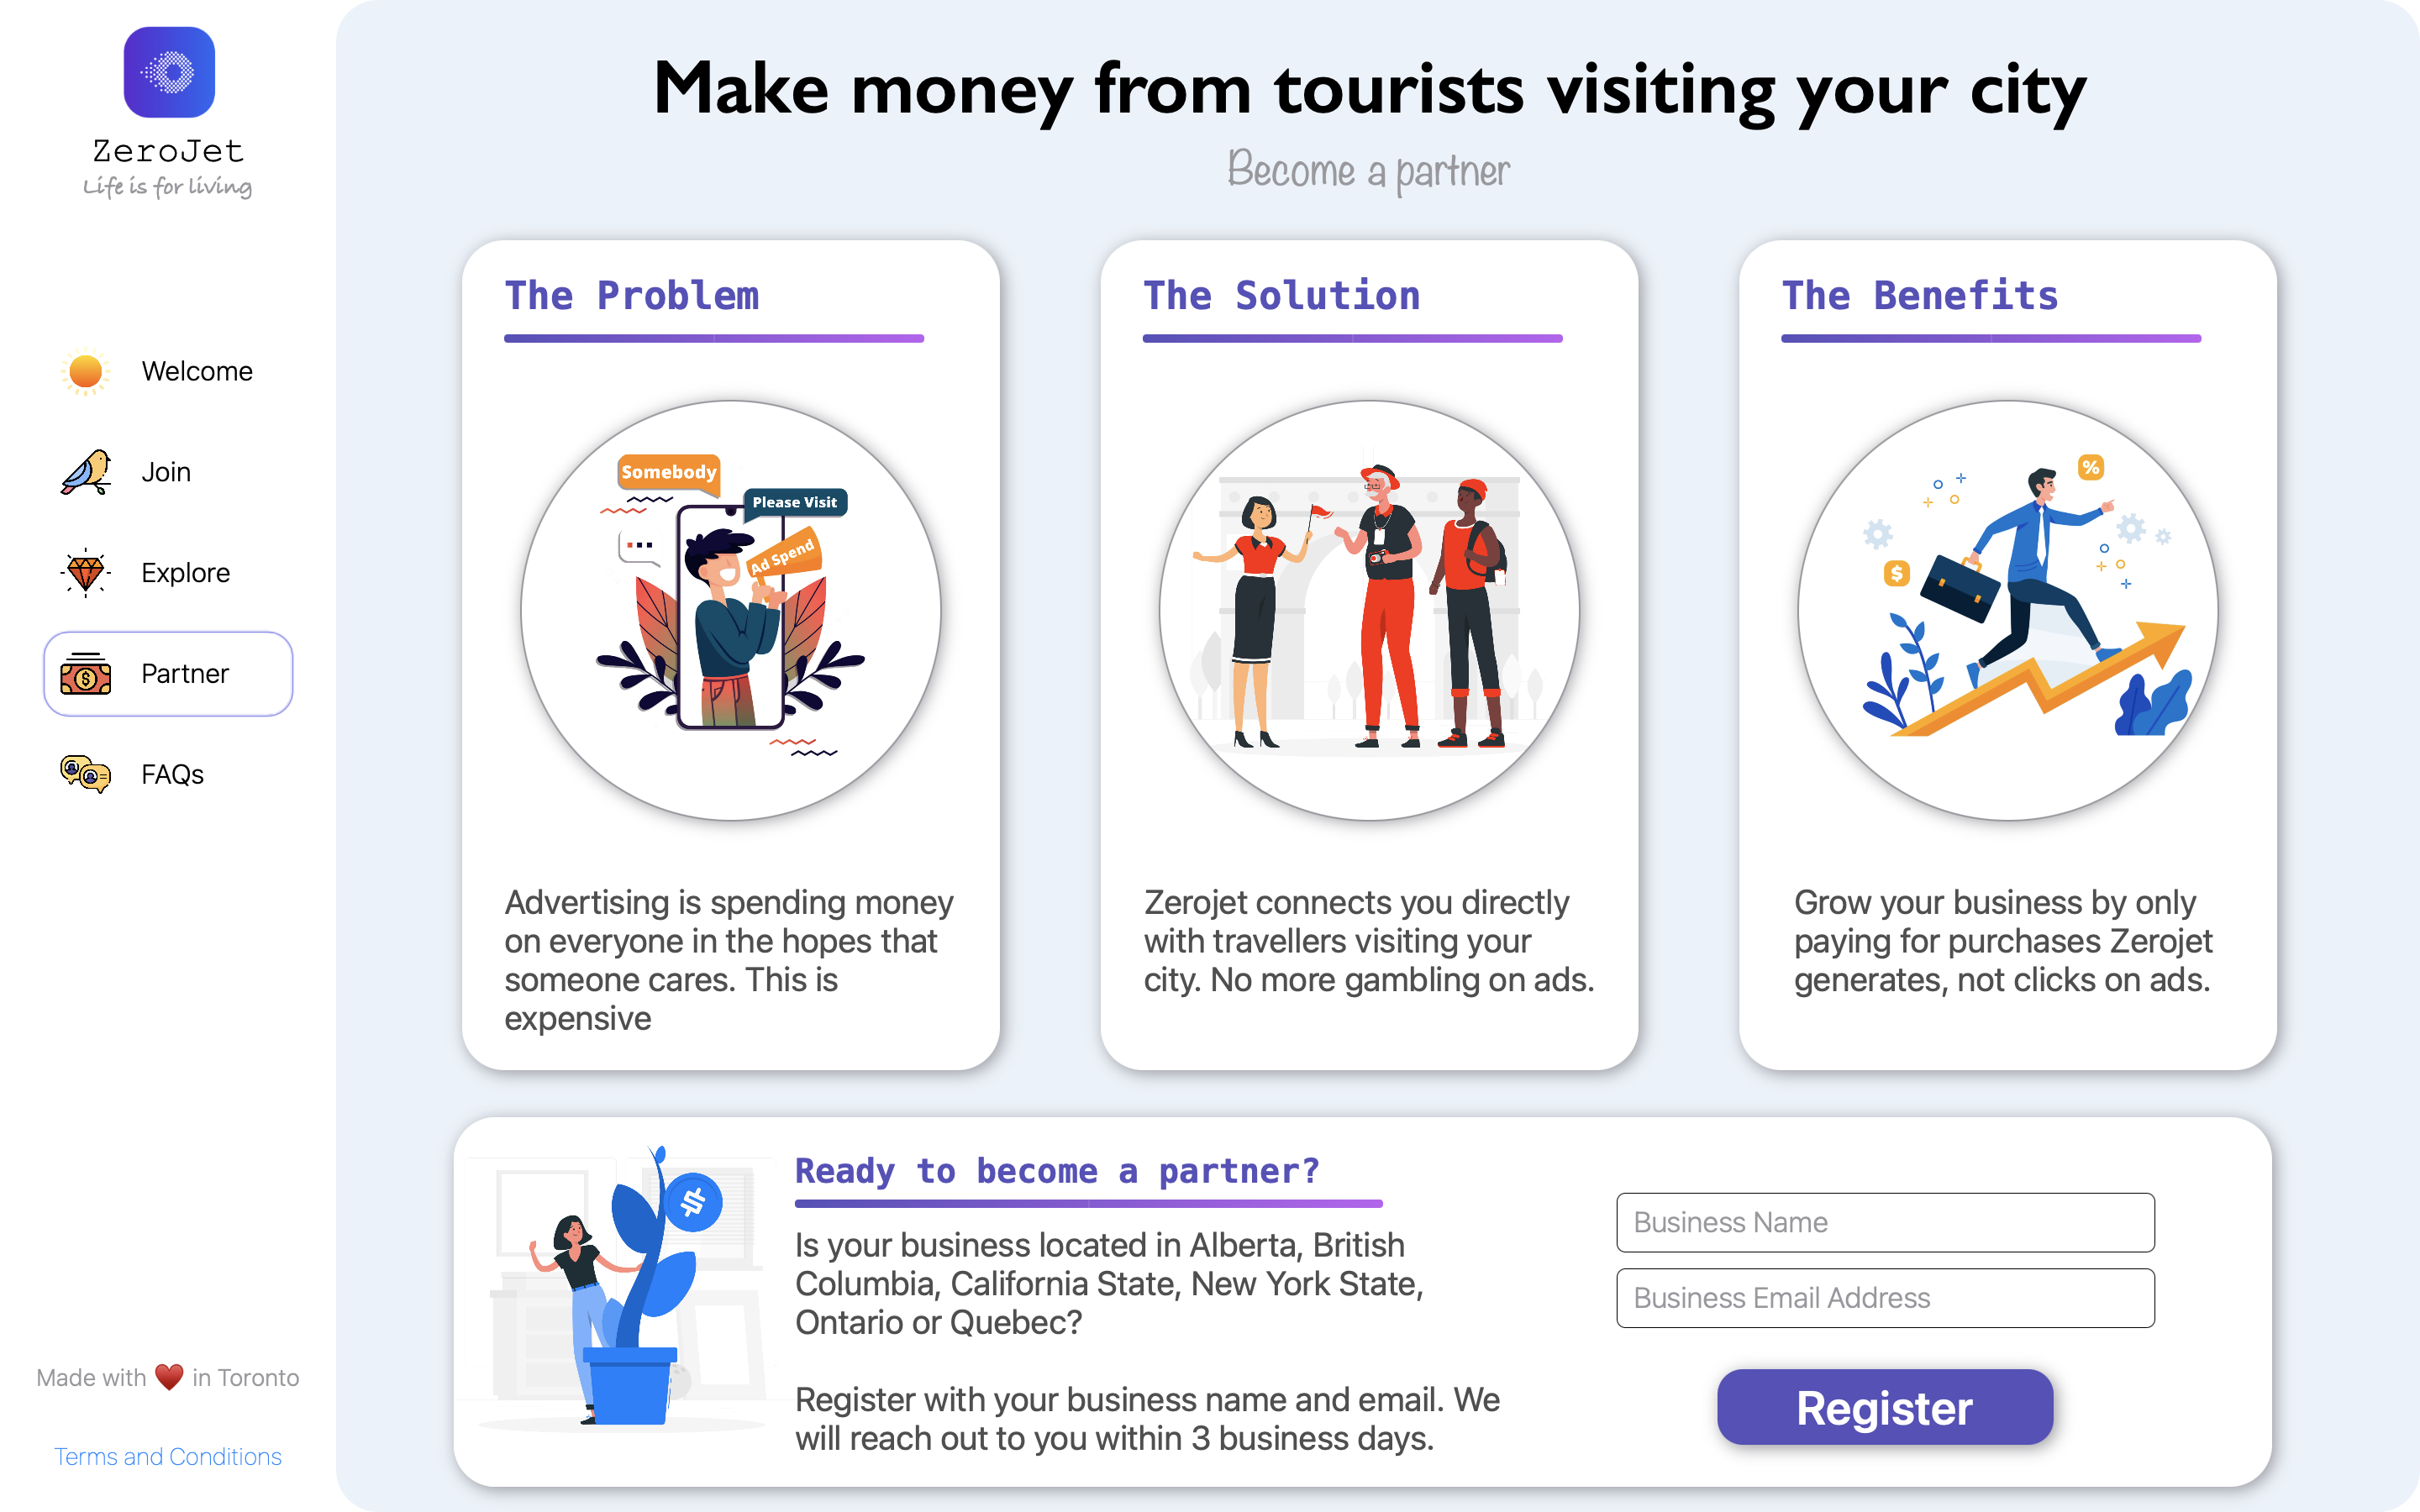 ZeroJet
Life is for living
Welcome
Join
Explore
Partner
FAQs
Made with ❤️ in Toronto
Terms and Conditions
Make money from tourists visiting your city
Become a partner
The Problem
Somebody
Please Visit
Ad Spend
Advertising is spending money
on everyone in the hopes that
someone cares. This is
expensive
The Solution
Zerojet connects you directly
with travellers visiting your
city. No more gambling on ads.
The Benefits
%
$
Grow your business by only
paying for purchases Zerojet
generates, not clicks on ads.
$
Ready to become a partner?
Is your business located in Alberta, British
Columbia, California State, New York State,
Ontario or Quebec?
Register with your business name and email. We
will reach out to you within 3 business days.
Business Name
Business Email Address
Register